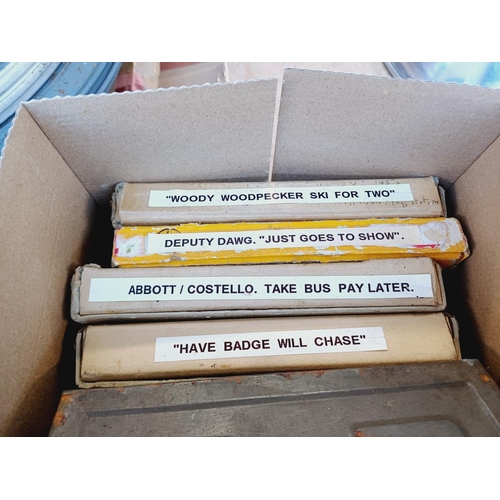 "WOODY WOODPECKER SKI FOR TWO"
DEPUTY DAWG. "JUST GOES TO SHOW".
ABBOTT / COSTELLO. TAKE BUS PAY LATER.
"HAVE BADGE WILL CHASE"